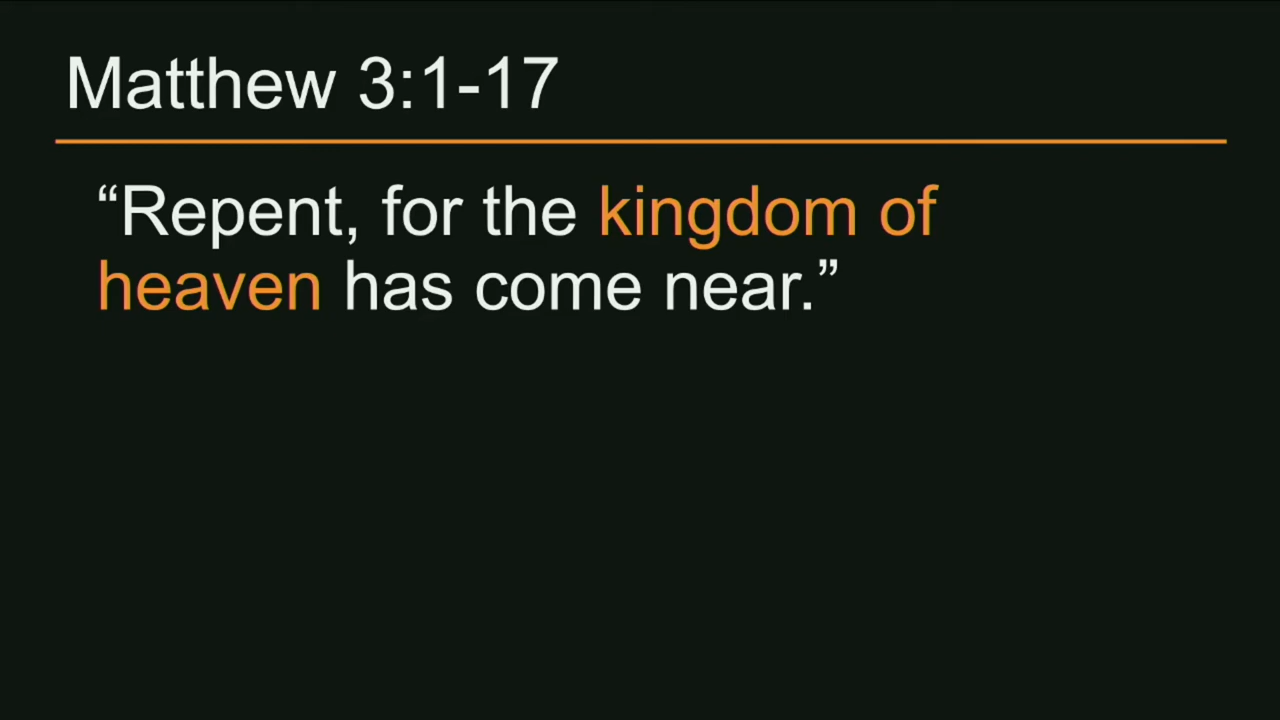 Matthew 3:1-17
“Repent, for the kingdom of
heaven has come near.”